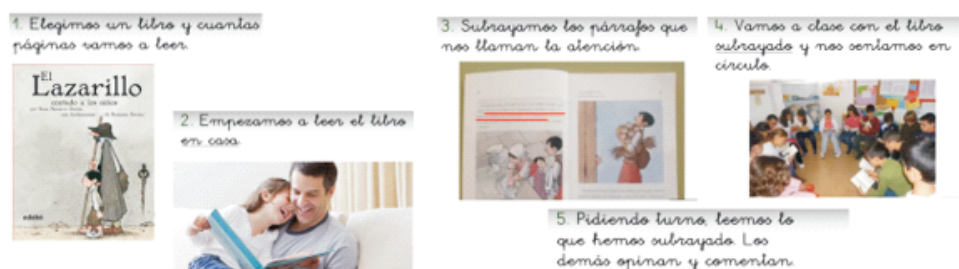 1. Elegimos un libro y cuantas
páginas vamos a leer.
El
Lazarillo
contado a los niños
edebé
2. Empezamos a leer el libro
en casa
3. Subrayamos los párrafos que
nos llaman la atención.
4. Vamos a clase con el libro
subrayado y nos sentamos en
círculo.
5. Pidiendo turno, leemos lo
que hemos subrayado. Los
demás opinan y comentan.